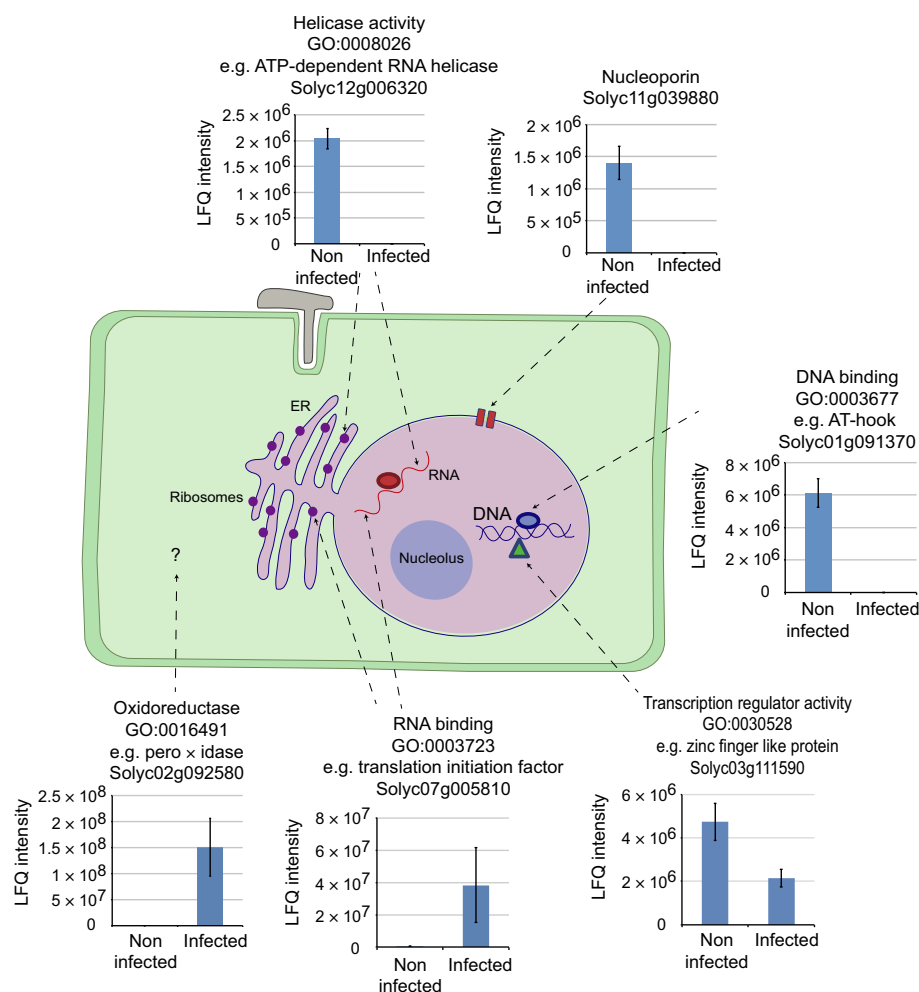 Helicase activity
GO:0008026
e.g. ATP-dependent RNA helicase
Solyc12g006320
LFQ intensity
2.5 × 10⁶
2 × 10⁶
1.5 × 10⁶
1 × 10⁶
5 × 10⁵
0
Non infected
Infected
Nucleoporin
Solyc11g039880
LFQ intensity
2 × 10⁶
1.5 × 10⁶
1 × 10⁶
5 × 10⁵
0
Non infected
Infected
DNA binding
GO:0003677
e.g. AT-hook
Solyc01g091370
LFQ intensity
8 × 10⁶
6 × 10⁶
4 × 10⁶
2 × 10⁶
0
Non infected
Infected
ER
Ribosomes
RNA
DNA
Nucleolus
?
Oxidoreductase
GO:0016491
e.g. pero × idase
Solyc02g092580
LFQ intensity
2.5 × 10⁸
2 × 10⁸
1.5 × 10⁸
1 × 10⁸
5 × 10⁷
0
Non infected
Infected
RNA binding
GO:0003723
e.g. translation initiation factor
Solyc07g005810
LFQ intensity
8 × 10⁷
6 × 10⁷
4 × 10⁷
2 × 10⁷
0
Non infected
Infected
Transcription regulator activity
GO:0030528
e.g. zinc finger like protein
Solyc03g111590
LFQ intensity
6 × 10⁶
4 × 10⁶
2 × 10⁶
0
Non infected
Infected